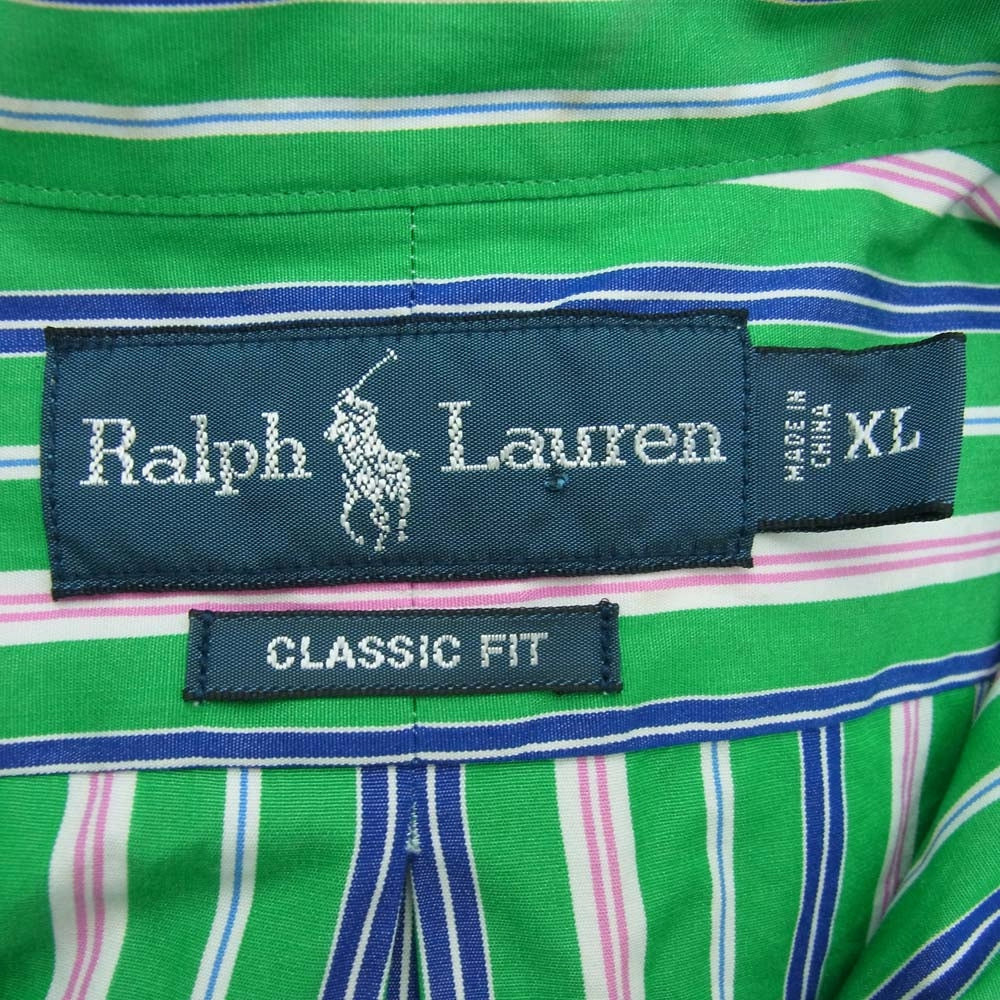 Ralph Lauren
MADE IN
CHINA
XL
CLASSIC FIT